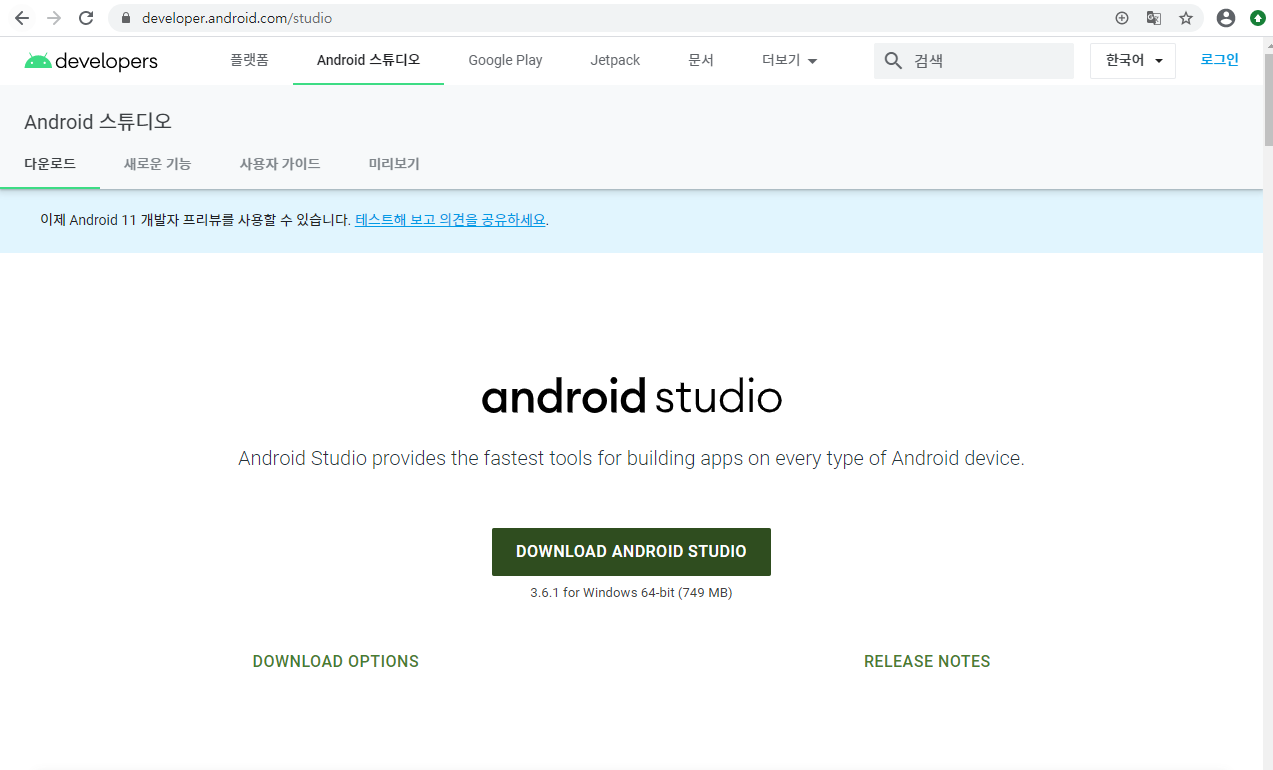 developer.android.com/studio
developers 플랫폼 Android 스튜디오 Google Play Jetpack 문서 더보기 검색 한국어 로그인
Android 스튜디오
다운로드 새로운 기능 사용자 가이드 미리보기
이제 Android 11 개발자 프리뷰를 사용할 수 있습니다. 테스트해 보고 의견을 공유하세요.
android studio
Android Studio provides the fastest tools for building apps on every type of Android device.
DOWNLOAD ANDROID STUDIO
3.6.1 for Windows 64-bit (749 MB)
DOWNLOAD OPTIONS RELEASE NOTES